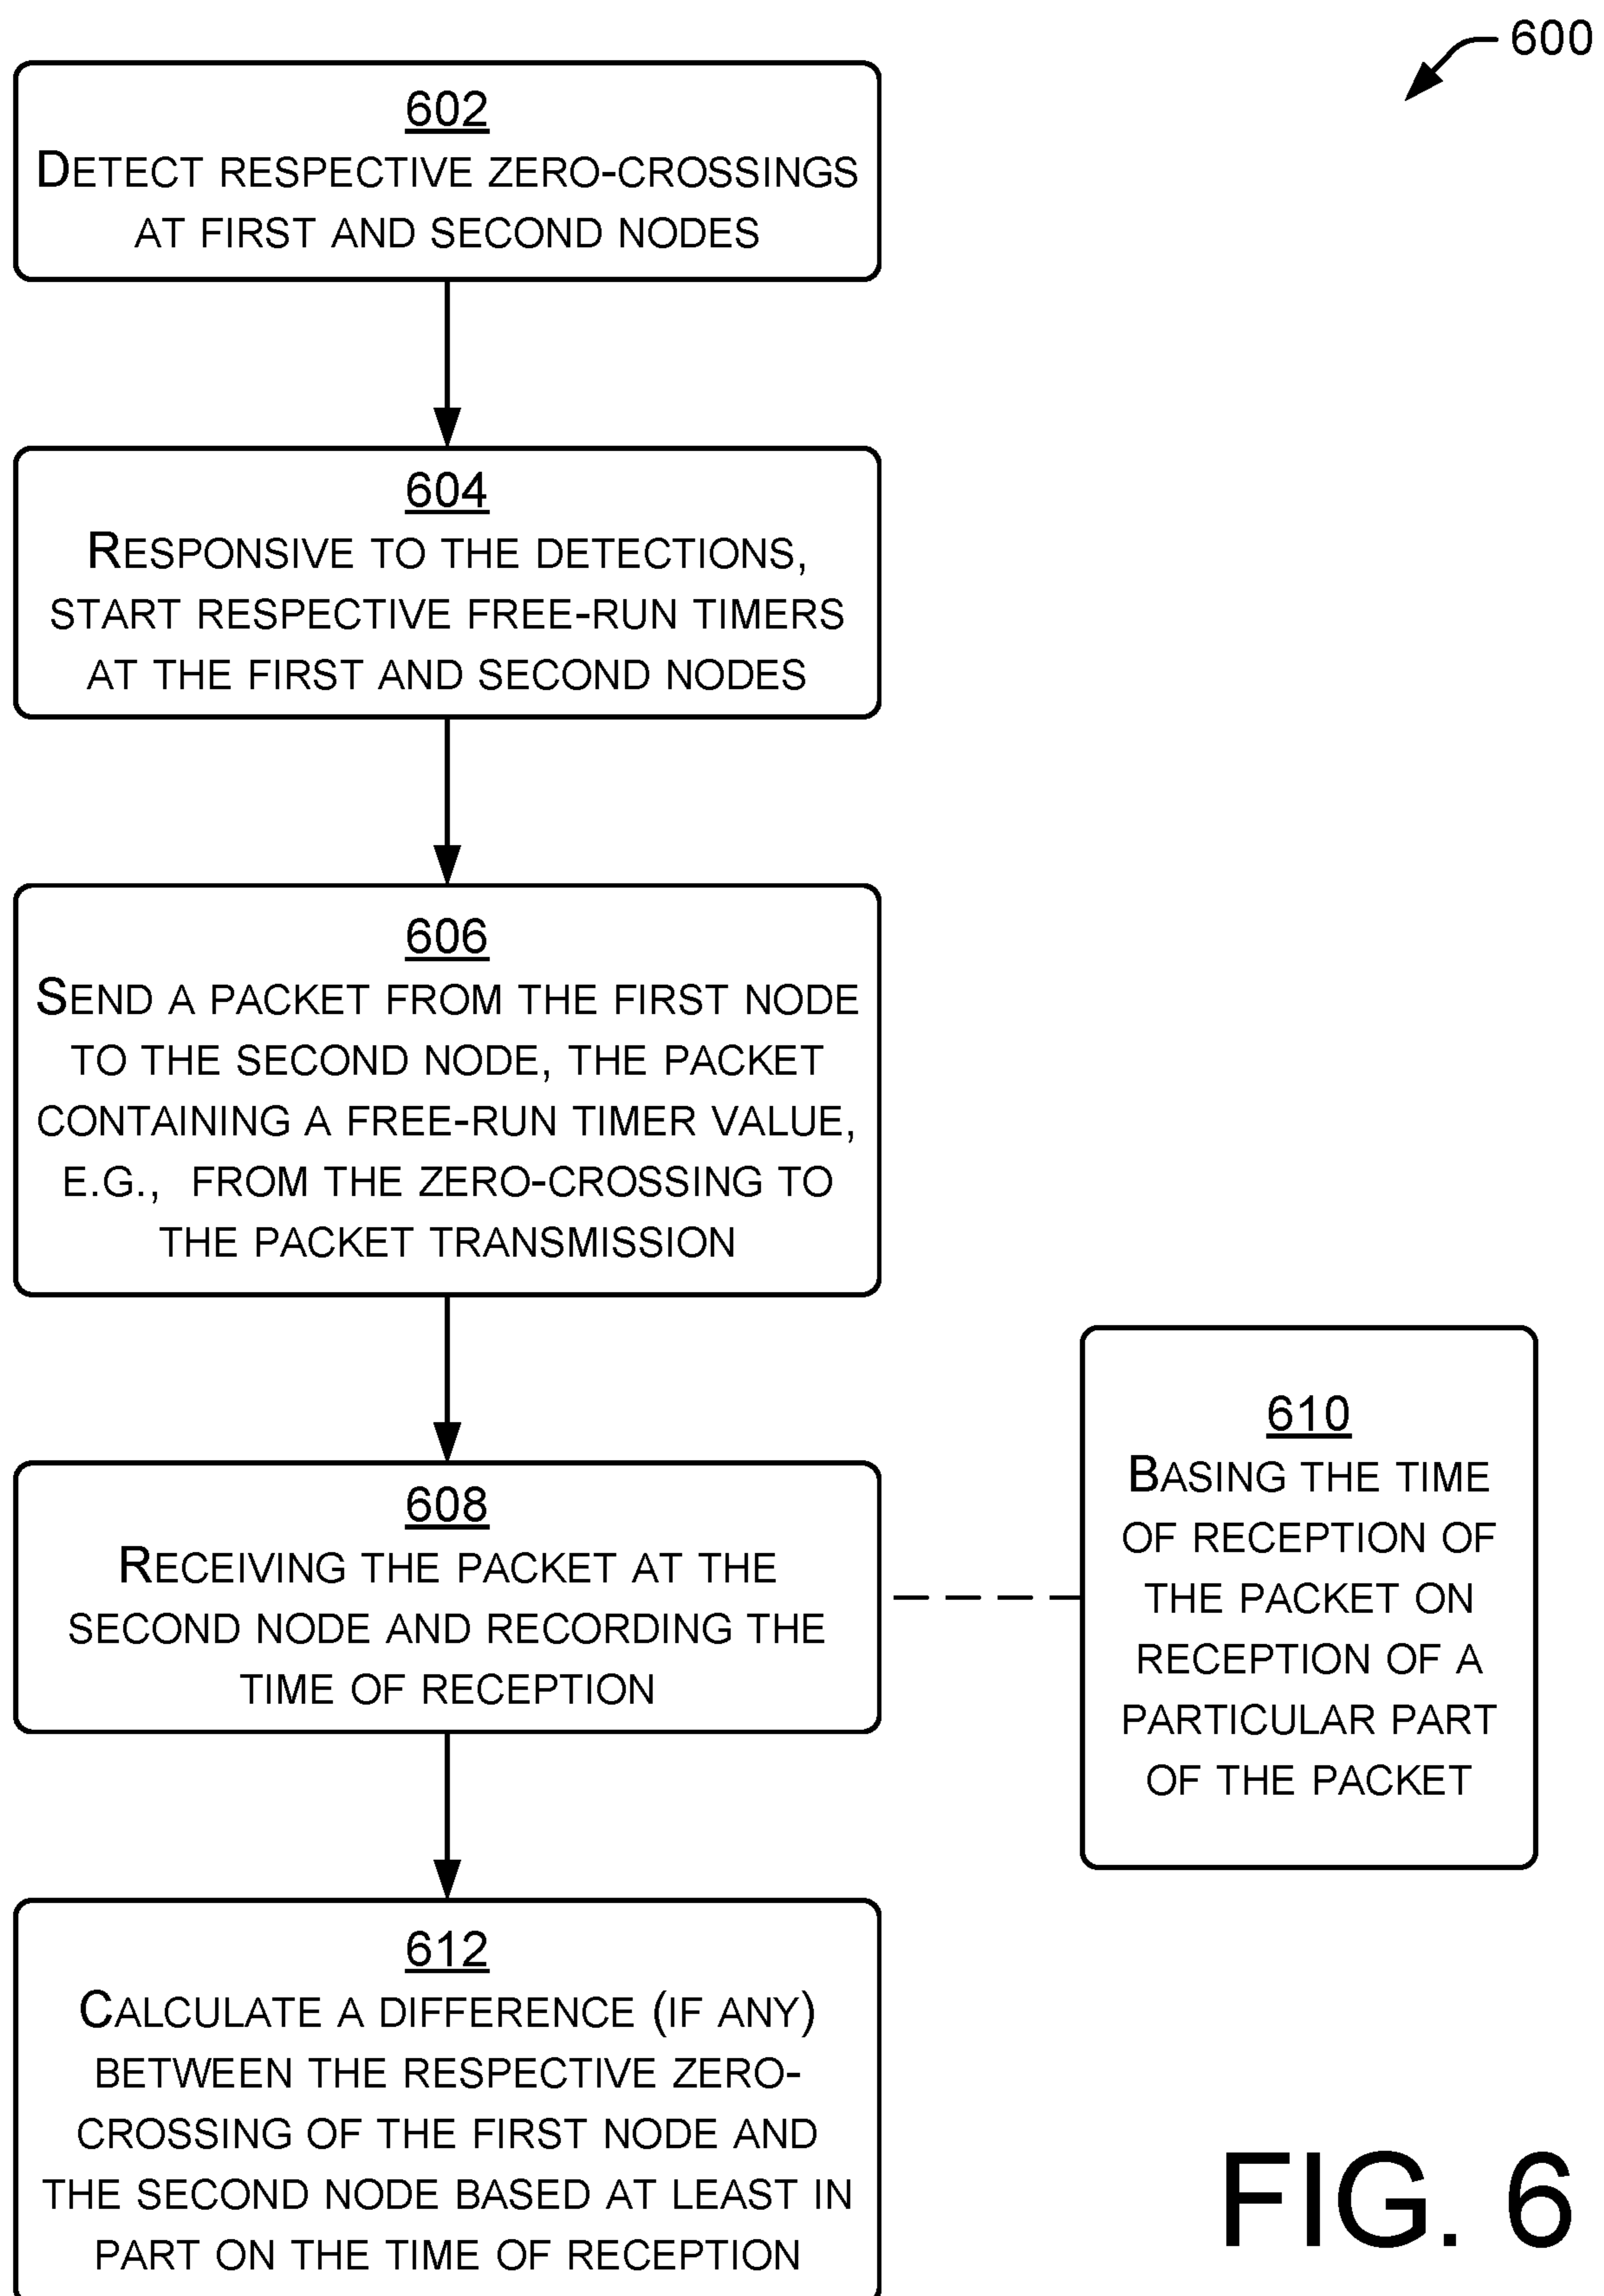 600
602
DETECT RESPECTIVE ZERO-CROSSINGS
AT FIRST AND SECOND NODES
604
RESPONSIVE TO THE DETECTIONS,
START RESPECTIVE FREE-RUN TIMERS
AT THE FIRST AND SECOND NODES
606
SEND A PACKET FROM THE FIRST NODE
TO THE SECOND NODE, THE PACKET
CONTAINING A FREE-RUN TIMER VALUE,
E.G., FROM THE ZERO-CROSSING TO
THE PACKET TRANSMISSION
608
RECEIVING THE PACKET AT THE
SECOND NODE AND RECORDING THE
TIME OF RECEPTION
610
BASING THE TIME
OF RECEPTION OF
THE PACKET ON
RECEPTION OF A
PARTICULAR PART
OF THE PACKET
612
CALCULATE A DIFFERENCE (IF ANY)
BETWEEN THE RESPECTIVE ZERO-
CROSSING OF THE FIRST NODE AND
THE SECOND NODE BASED AT LEAST IN
PART ON THE TIME OF RECEPTION
FIG. 6